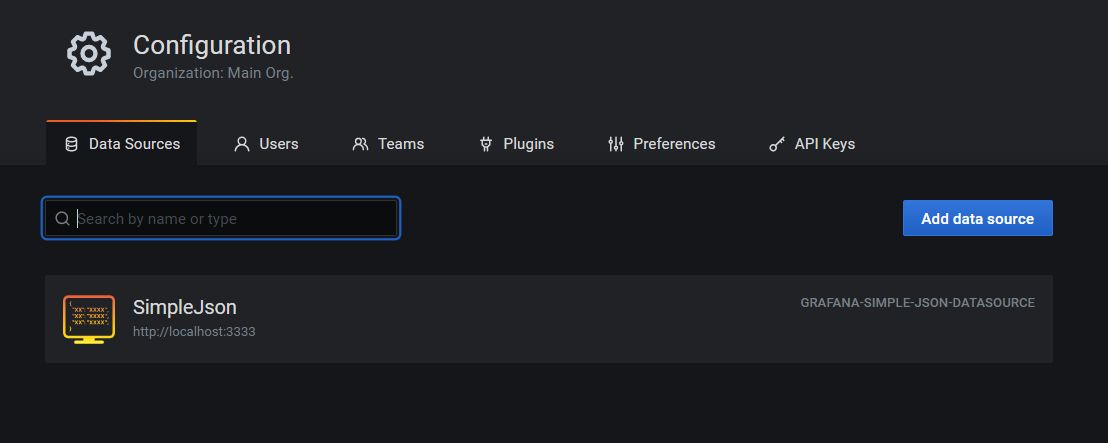 Configuration
Organization: Main Org.
Data Sources Users Teams Plugins Preferences API Keys
Search by name or type
Add data source
SimpleJson
GRAFANA-SIMPLE-JSON-DATASOURCE
http://localhost:3333